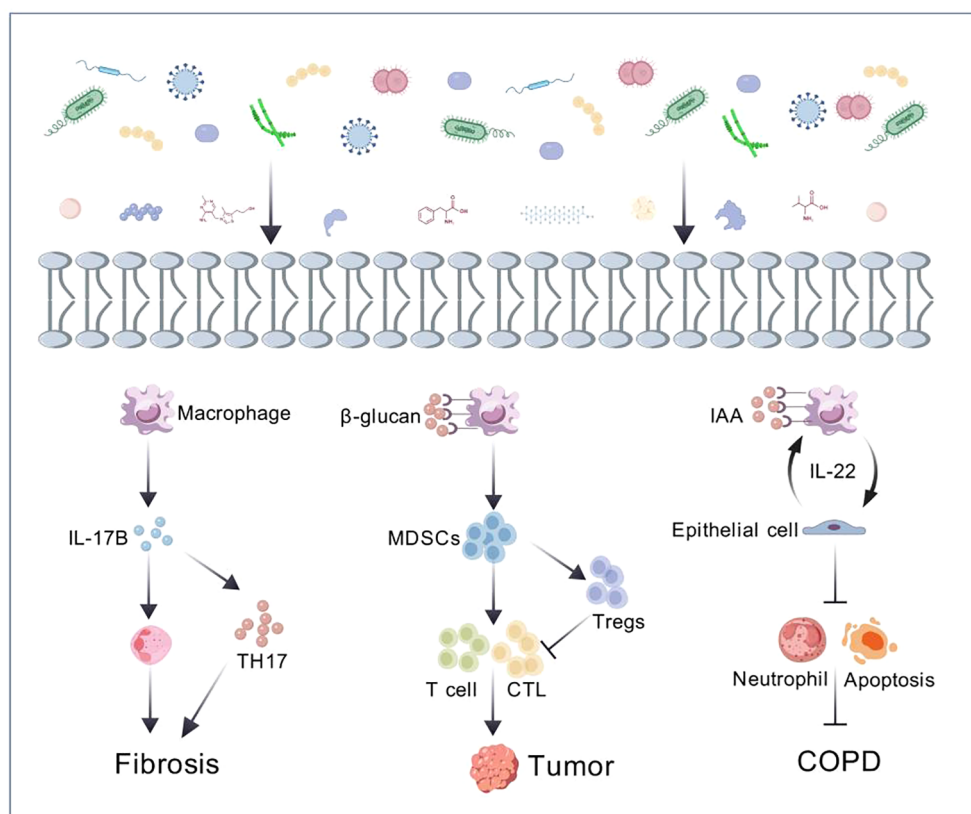 Macrophage
β-glucan
IAA
IL-22
IL-17B
MDSCs
Epithelial cell
Tregs
TH17
T cell
CTL
Neutrophil
Apoptosis
Fibrosis
Tumor
COPD